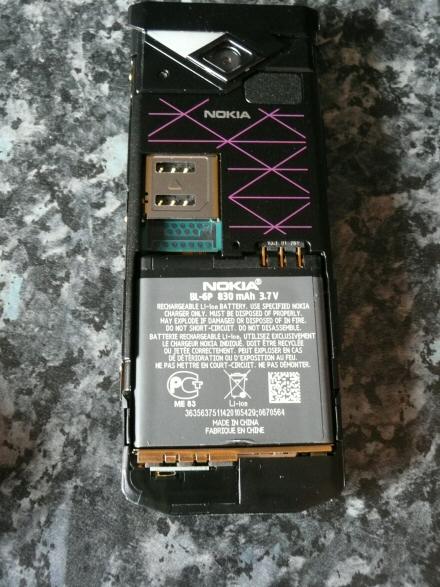 NOKIA
NOKIA®
BL-6P 830 mAh 3.7V
RECHARGEABLE LI-ION BATTERY. USE SPECIFIED NOKIA
CHARGER ONLY. MUST BE DISPOSED OF PROPERLY.
MAY EXPLODE IF DAMAGED OR DISPOSED OF IN FIRE.
DO NOT SHORT-CIRCUIT. DO NOT DISASSEMBLE.
BATTERIE RECHARGEABLE LI-ION. UTILISEZ EXCLUSIVEMENT
LE CHARGEUR NOKIA SPÉCIFIÉ. DOIT ÊTRE RECYCLÉE
OU JETÉE CORRECTEMENT. PEUT EXPLOSER EN CAS
DE DÉTÉRIORATION OU D'EXPOSITION AU FEU.
NE PAS METTRE EN COURT-CIRCUIT. NE PAS DÉMONTER.
ME 83
Li-Ion
3635637511420105429;0670564
MADE IN CHINA
FABRIQUE EN CHINE